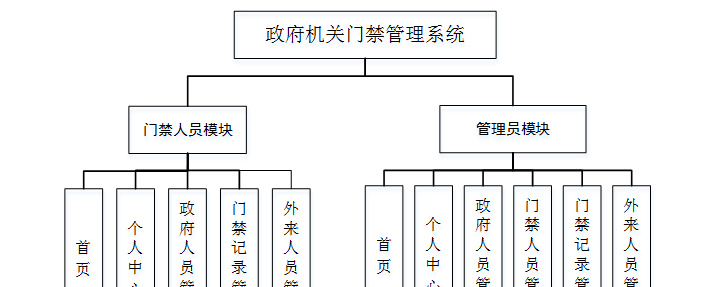 政府机关门禁管理系统
门禁人员模块
管理员模块
首页
个人中
政府人员管
门禁记录管
外来人员管
首页
个人中
政府人员管
门禁人员管
门禁记录管
外来人员管